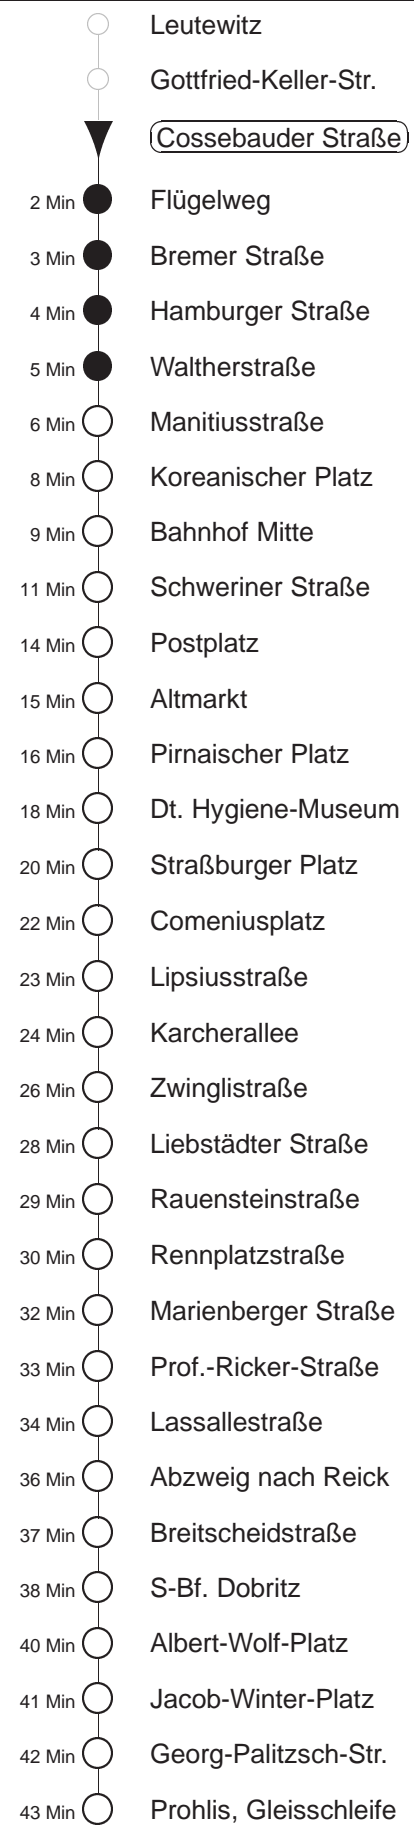 Leutewitz
Gottfried-Keller-Str.
Cossebauder Straße
2 Min Flügelweg
3 Min Bremer Straße
4 Min Hamburger Straße
5 Min Waltherstraße
6 Min Manitiusstraße
8 Min Koreanischer Platz
9 Min Bahnhof Mitte
11 Min Schweriner Straße
14 Min Postplatz
15 Min Altmarkt
16 Min Pirnaischer Platz
18 Min Dt. Hygiene-Museum
20 Min Straßburger Platz
22 Min Comeniusplatz
23 Min Lipsiusstraße
24 Min Karcherallee
26 Min Zwinglistraße
28 Min Liebstädter Straße
29 Min Rauensteinstraße
30 Min Rennplatzstraße
32 Min Marienberger Straße
33 Min Prof.-Ricker-Straße
34 Min Lassallestraße
36 Min Abzweig nach Reick
37 Min Breitscheidstraße
38 Min S-Bf. Dobritz
40 Min Albert-Wolf-Platz
41 Min Jacob-Winter-Platz
42 Min Georg-Palitzsch-Str.
43 Min Prohlis, Gleisschleife